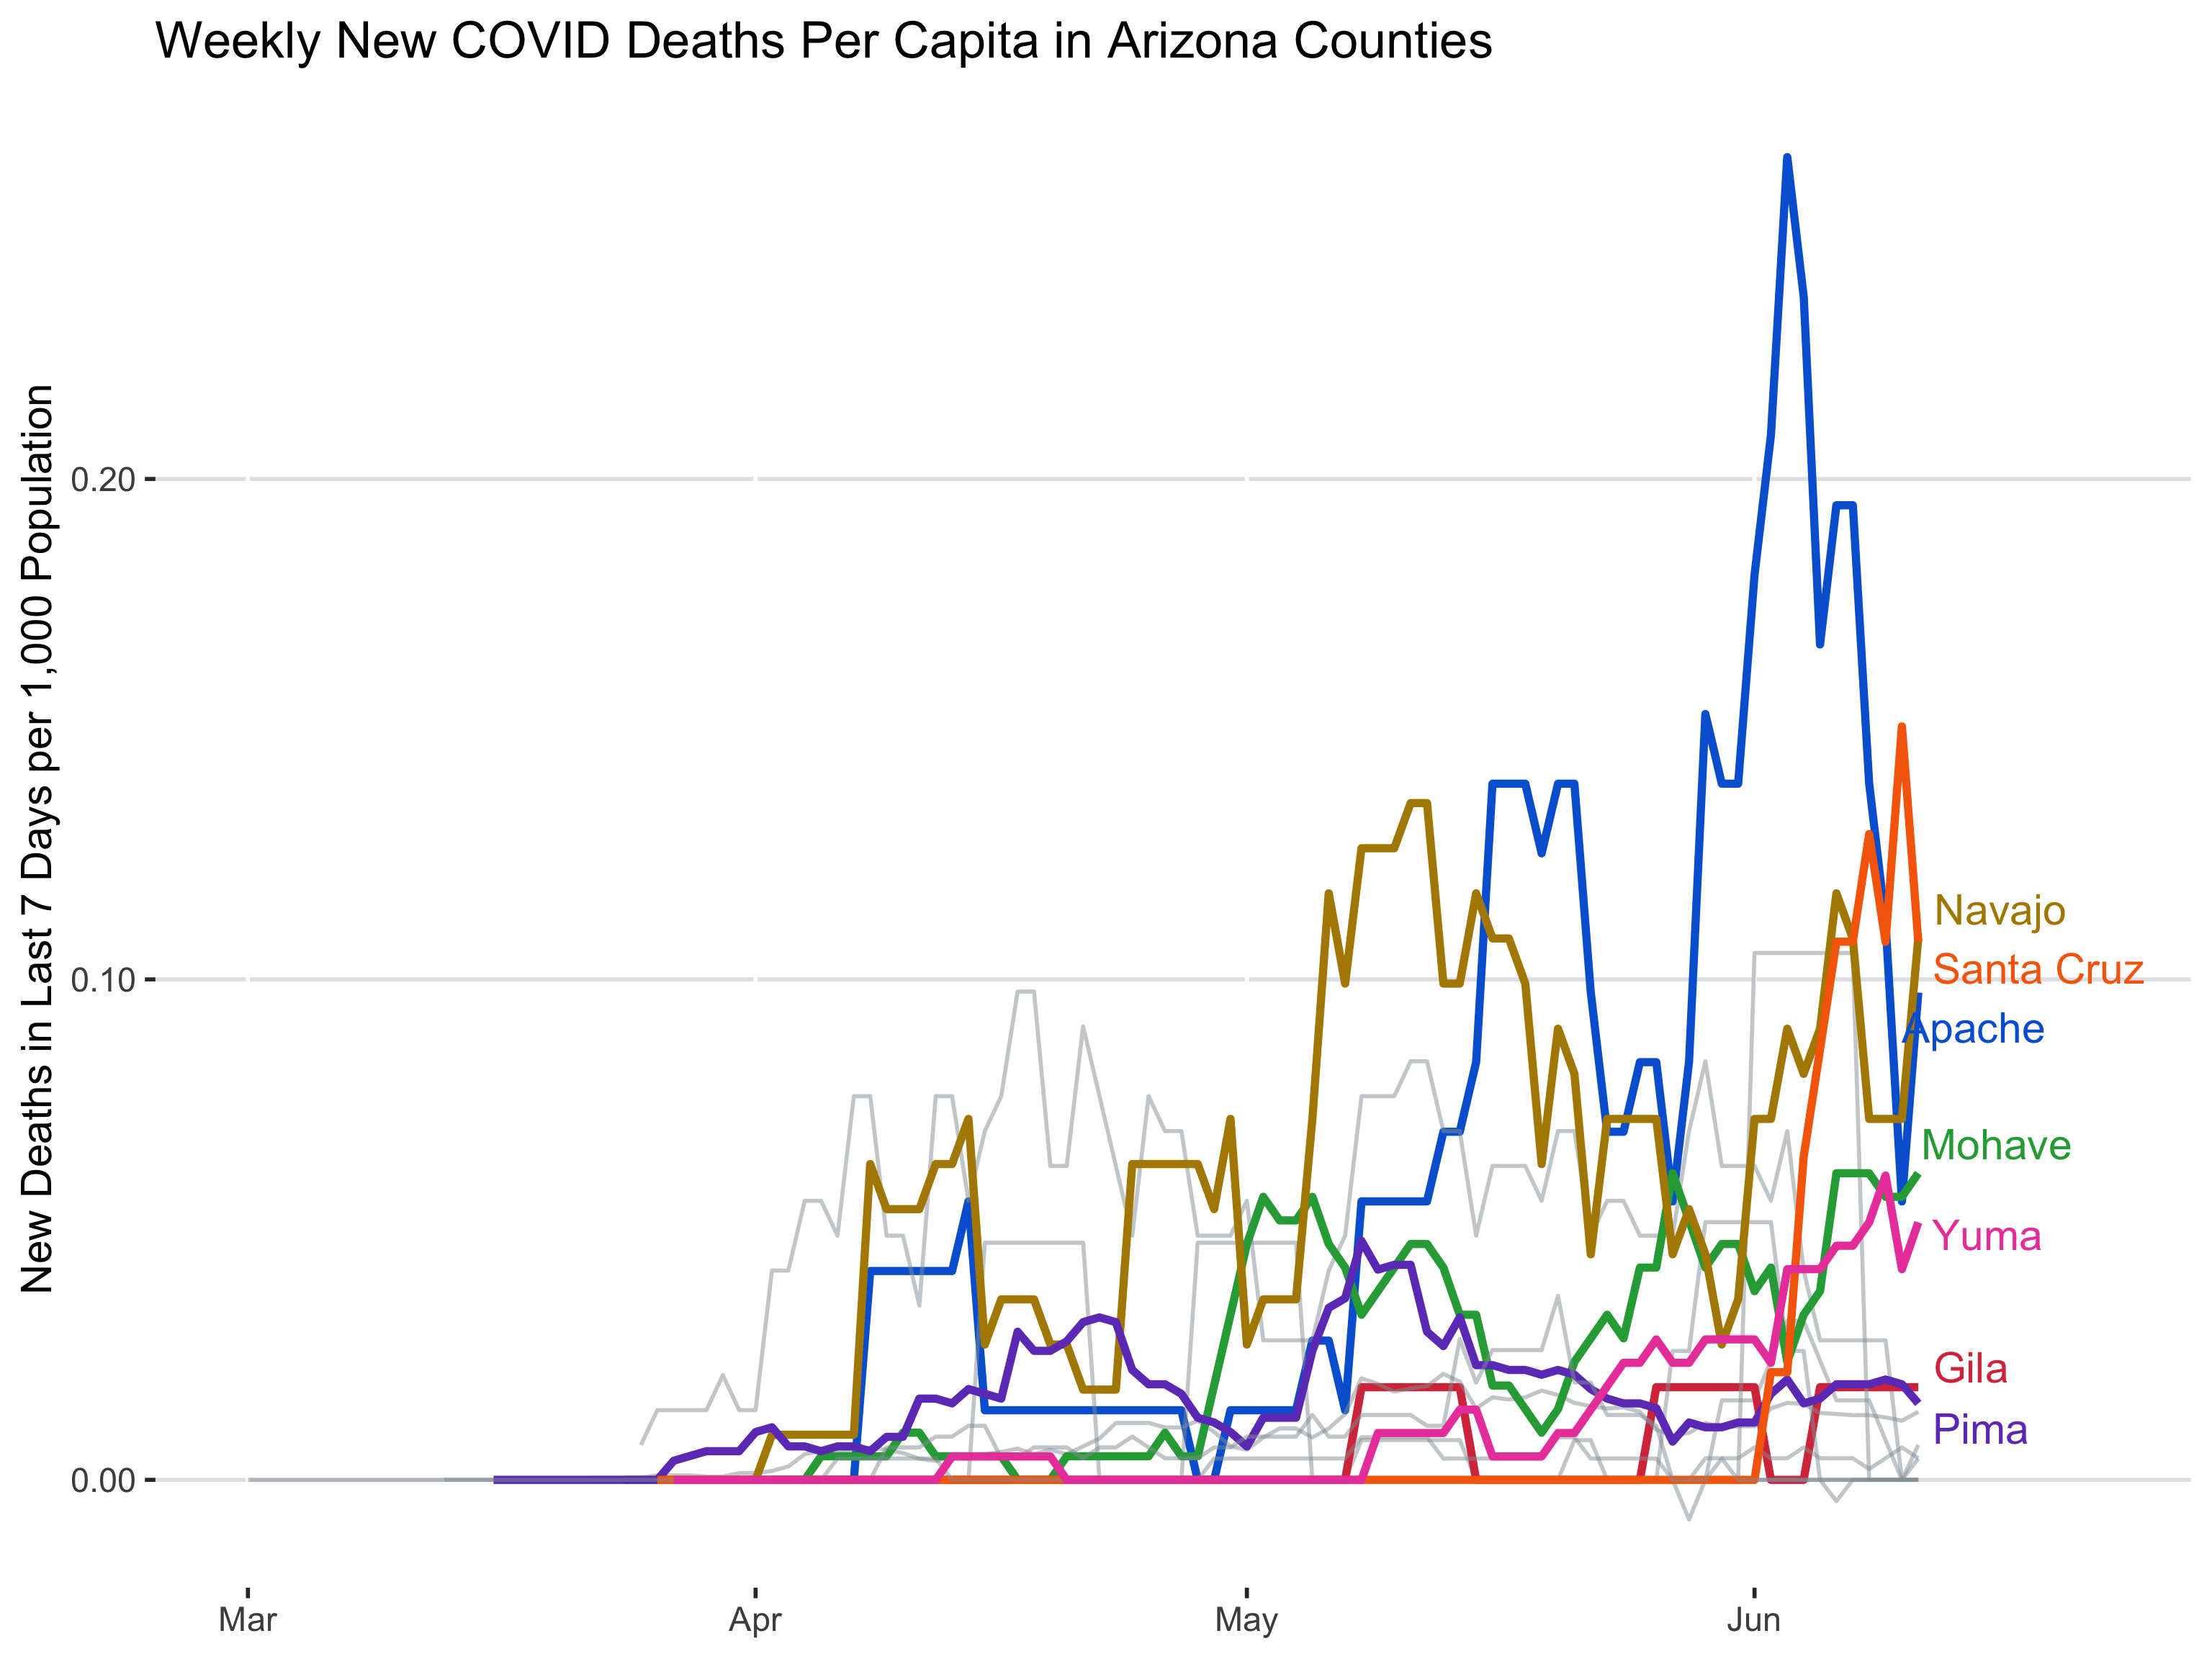 Weekly New COVID Deaths Per Capita in Arizona Counties
New Deaths in Last 7 Days per 1,000 Population
0.20
0.10
0.00
Navajo
Santa Cruz
Apache
Mohave
Yuma
Gila
Pima
Mar
Apr
May
Jun